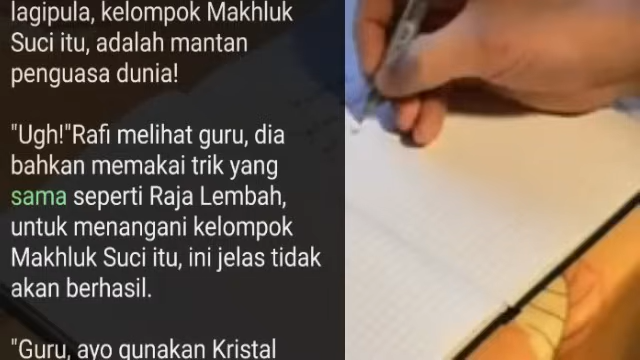 lagipula, kelompok Makhluk
Suci itu, adalah mantan
penguasa dunia!
"Ugh!"Rafi melihat guru, dia
bahkan memakai trik yang
sama seperti Raja Lembah,
untuk menangani kelompok
Makhluk Suci itu, ini jelas tidak
akan berhasil.
"Guru, ayo gunakan Kristal